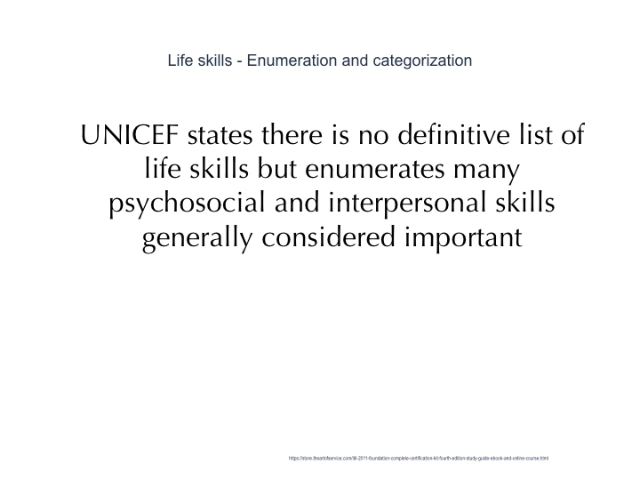 Life skills - Enumeration and categorization
UNICEF states there is no definitive list of
life skills but enumerates many
psychosocial and interpersonal skills
generally considered important